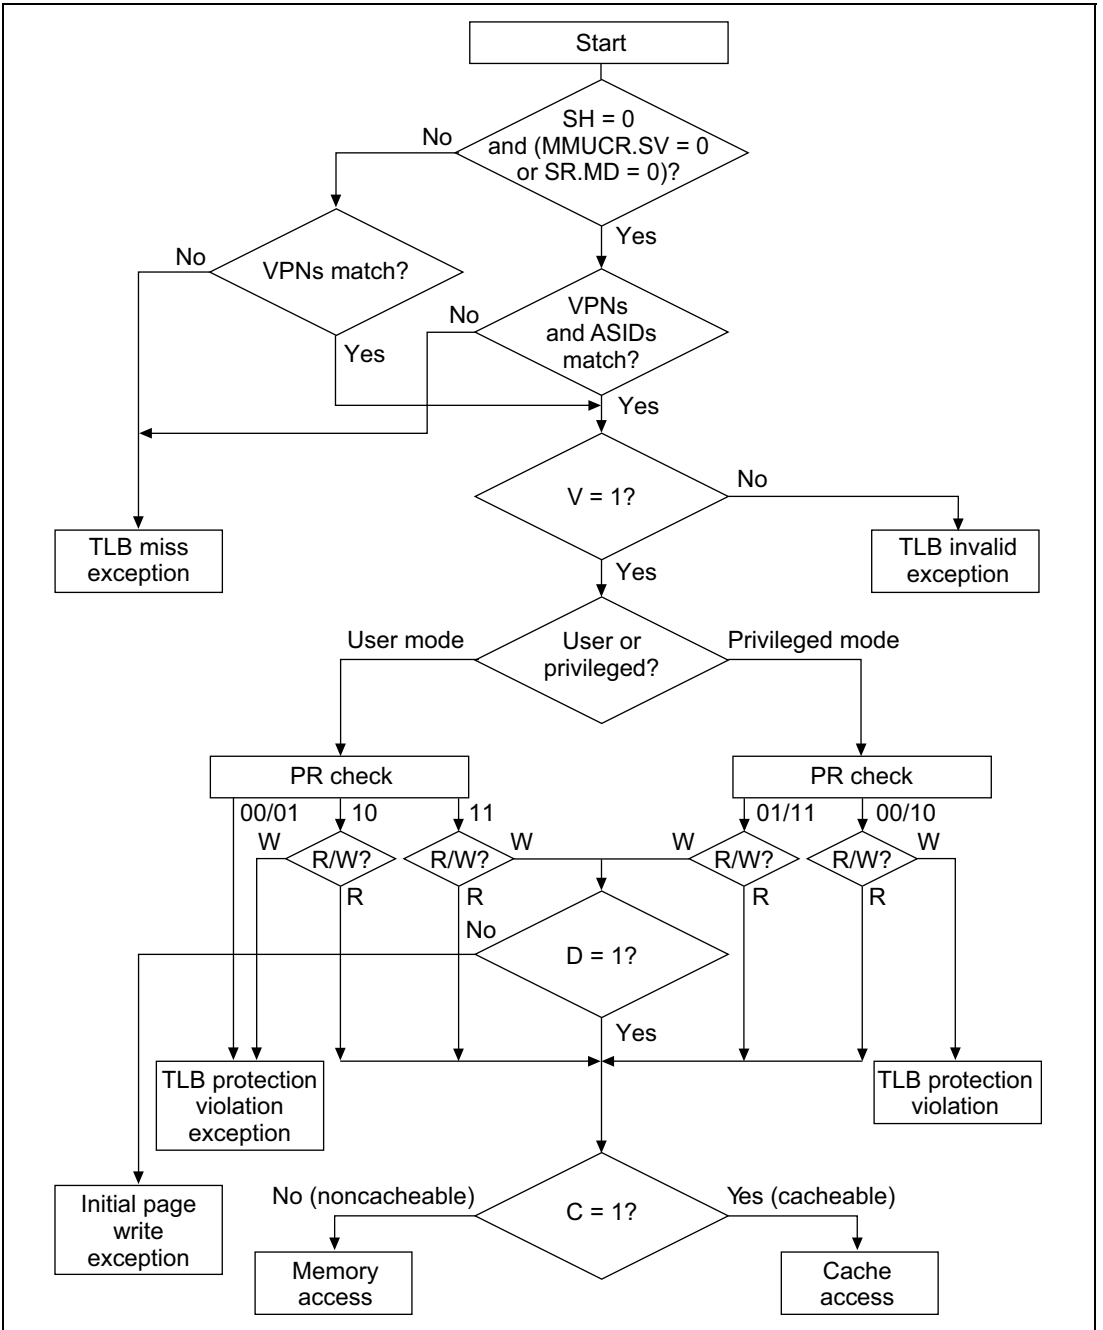 Start
SH = 0
and (MMUCR.SV = 0
or SR.MD = 0)?
No
Yes
VPNs match?
No
Yes
VPNs
and ASIDs
match?
No
Yes
V = 1?
No
Yes
TLB miss
exception
TLB invalid
exception
User or
privileged?
User mode
Privileged mode
PR check
PR check
00/01
10
11
01/11
00/10
W
R/W?
R/W?
W
W
R/W?
R/W?
W
R
R
R
R
No
D = 1?
Yes
TLB protection
violation
exception
TLB protection
violation
Initial page
write
exception
No (noncacheable)
C = 1?
Yes (cacheable)
Memory
access
Cache
access